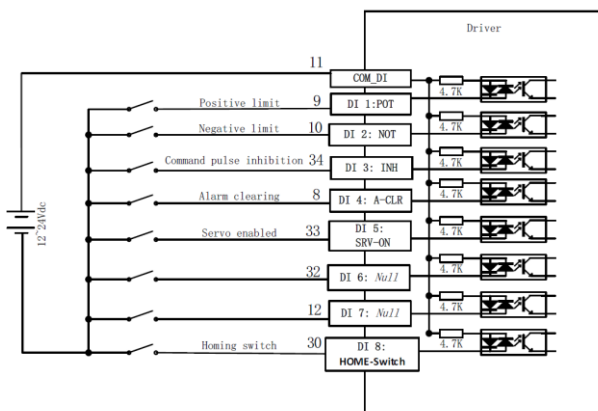 Driver
11
COM_DI
4.7K
Positive limit 9 DI 1:POT
4.7K
Negative limit 10 DI 2: NOT
4.7K
Command pulse inhibition 34 DI 3: INH
4.7K
Alarm clearing 8 DI 4: A-CLR
4.7K
Servo enabled 33 DI 5:
SRV-ON
4.7K
12~24Vdc
32 DI 6: Null
4.7K
12 DI 7: Null
4.7K
Homing switch 30 DI 8:
HOME-Switch